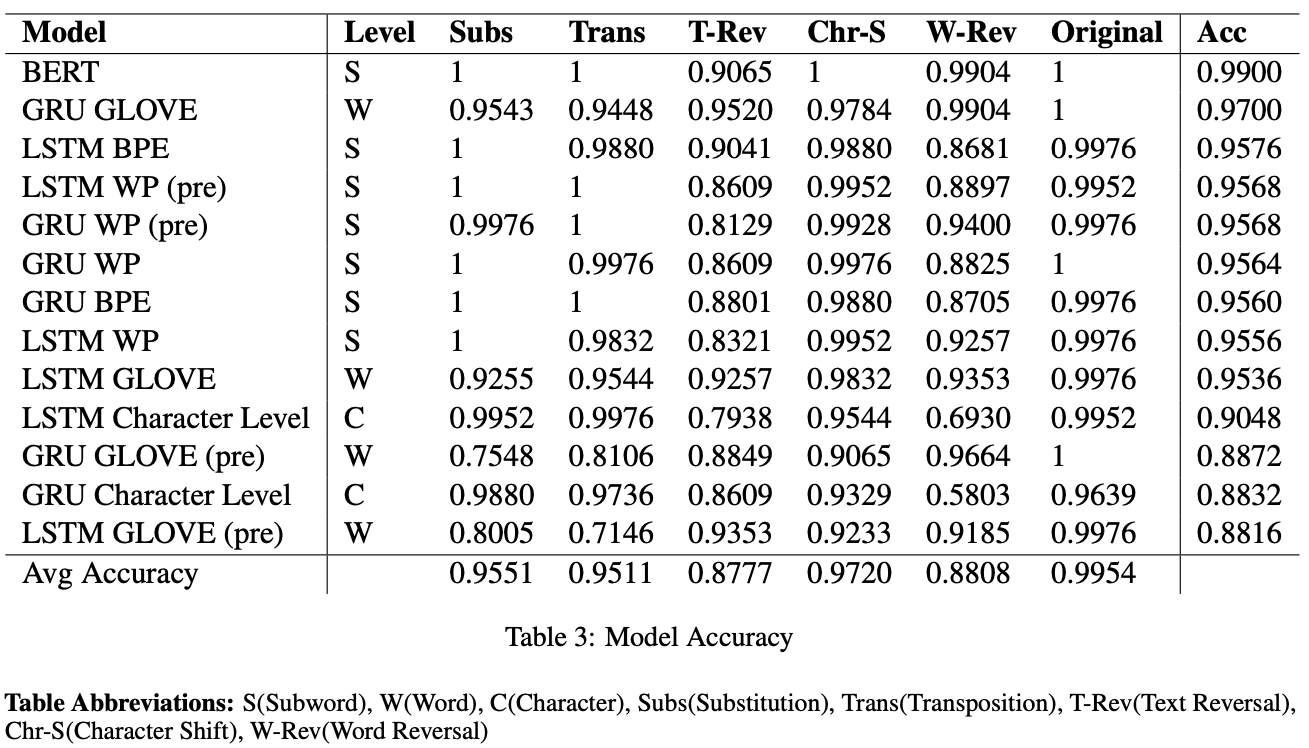 Model Level Subs Trans T-Rev Chr-S W-Rev Original Acc
BERT S 1 1 0.9065 1 0.9904 1 0.9900
GRU GLOVE W 0.9543 0.9448 0.9520 0.9784 0.9904 1 0.9700
LSTM BPE S 1 0.9880 0.9041 0.9880 0.8681 0.9976 0.9576
LSTM WP (pre) S 1 1 0.8609 0.9952 0.8897 0.9952 0.9568
GRU WP (pre) S 0.9976 1 0.8129 0.9928 0.9400 0.9976 0.9568
GRU WP S 1 0.9976 0.8609 0.9976 0.8825 1 0.9564
GRU BPE S 1 1 0.8801 0.9880 0.8705 0.9976 0.9560
LSTM WP S 1 0.9832 0.8321 0.9952 0.9257 0.9976 0.9556
LSTM GLOVE W 0.9255 0.9544 0.9257 0.9832 0.9353 0.9976 0.9536
LSTM Character Level C 0.9952 0.9976 0.7938 0.9544 0.6930 0.9952 0.9048
GRU GLOVE (pre) W 0.7548 0.8106 0.8849 0.9065 0.9664 1 0.8872
GRU Character Level C 0.9880 0.9736 0.8609 0.9329 0.5803 0.9639 0.8832
LSTM GLOVE (pre) W 0.8005 0.7146 0.9353 0.9233 0.9185 0.9976 0.8816
Avg Accuracy 0.9551 0.9511 0.8777 0.9720 0.8808 0.9954
Table 3: Model Accuracy
Table Abbreviations: S(Subword), W(Word), C(Character), Subs(Substitution), Trans(Transposition), T-Rev(Text Reversal),
Chr-S(Character Shift), W-Rev(Word Reversal)